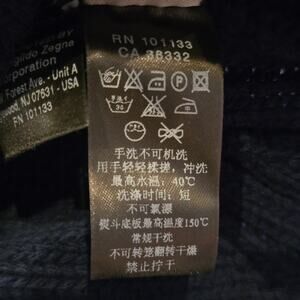 gildo Zegna
orporation
Forest Ave. - Unit A
wood, NJ 07631 - USA
RN 101133
RN 101133
CA 38332
手洗不可机洗
用手轻轻揉搓，冲洗
最高水温：40℃
洗涤时间：短
不可氯漂
熨斗底板最高温度150℃
常规干洗
不可转笼翻转干燥
禁止拧干